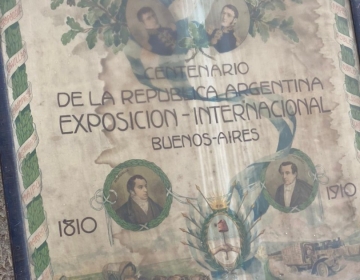 CENTENARIO
DE LA REPUBLICA ARGENTINA
EXPOSICION-INTERNACIONAL
BUENOS-AIRES
1810
1910